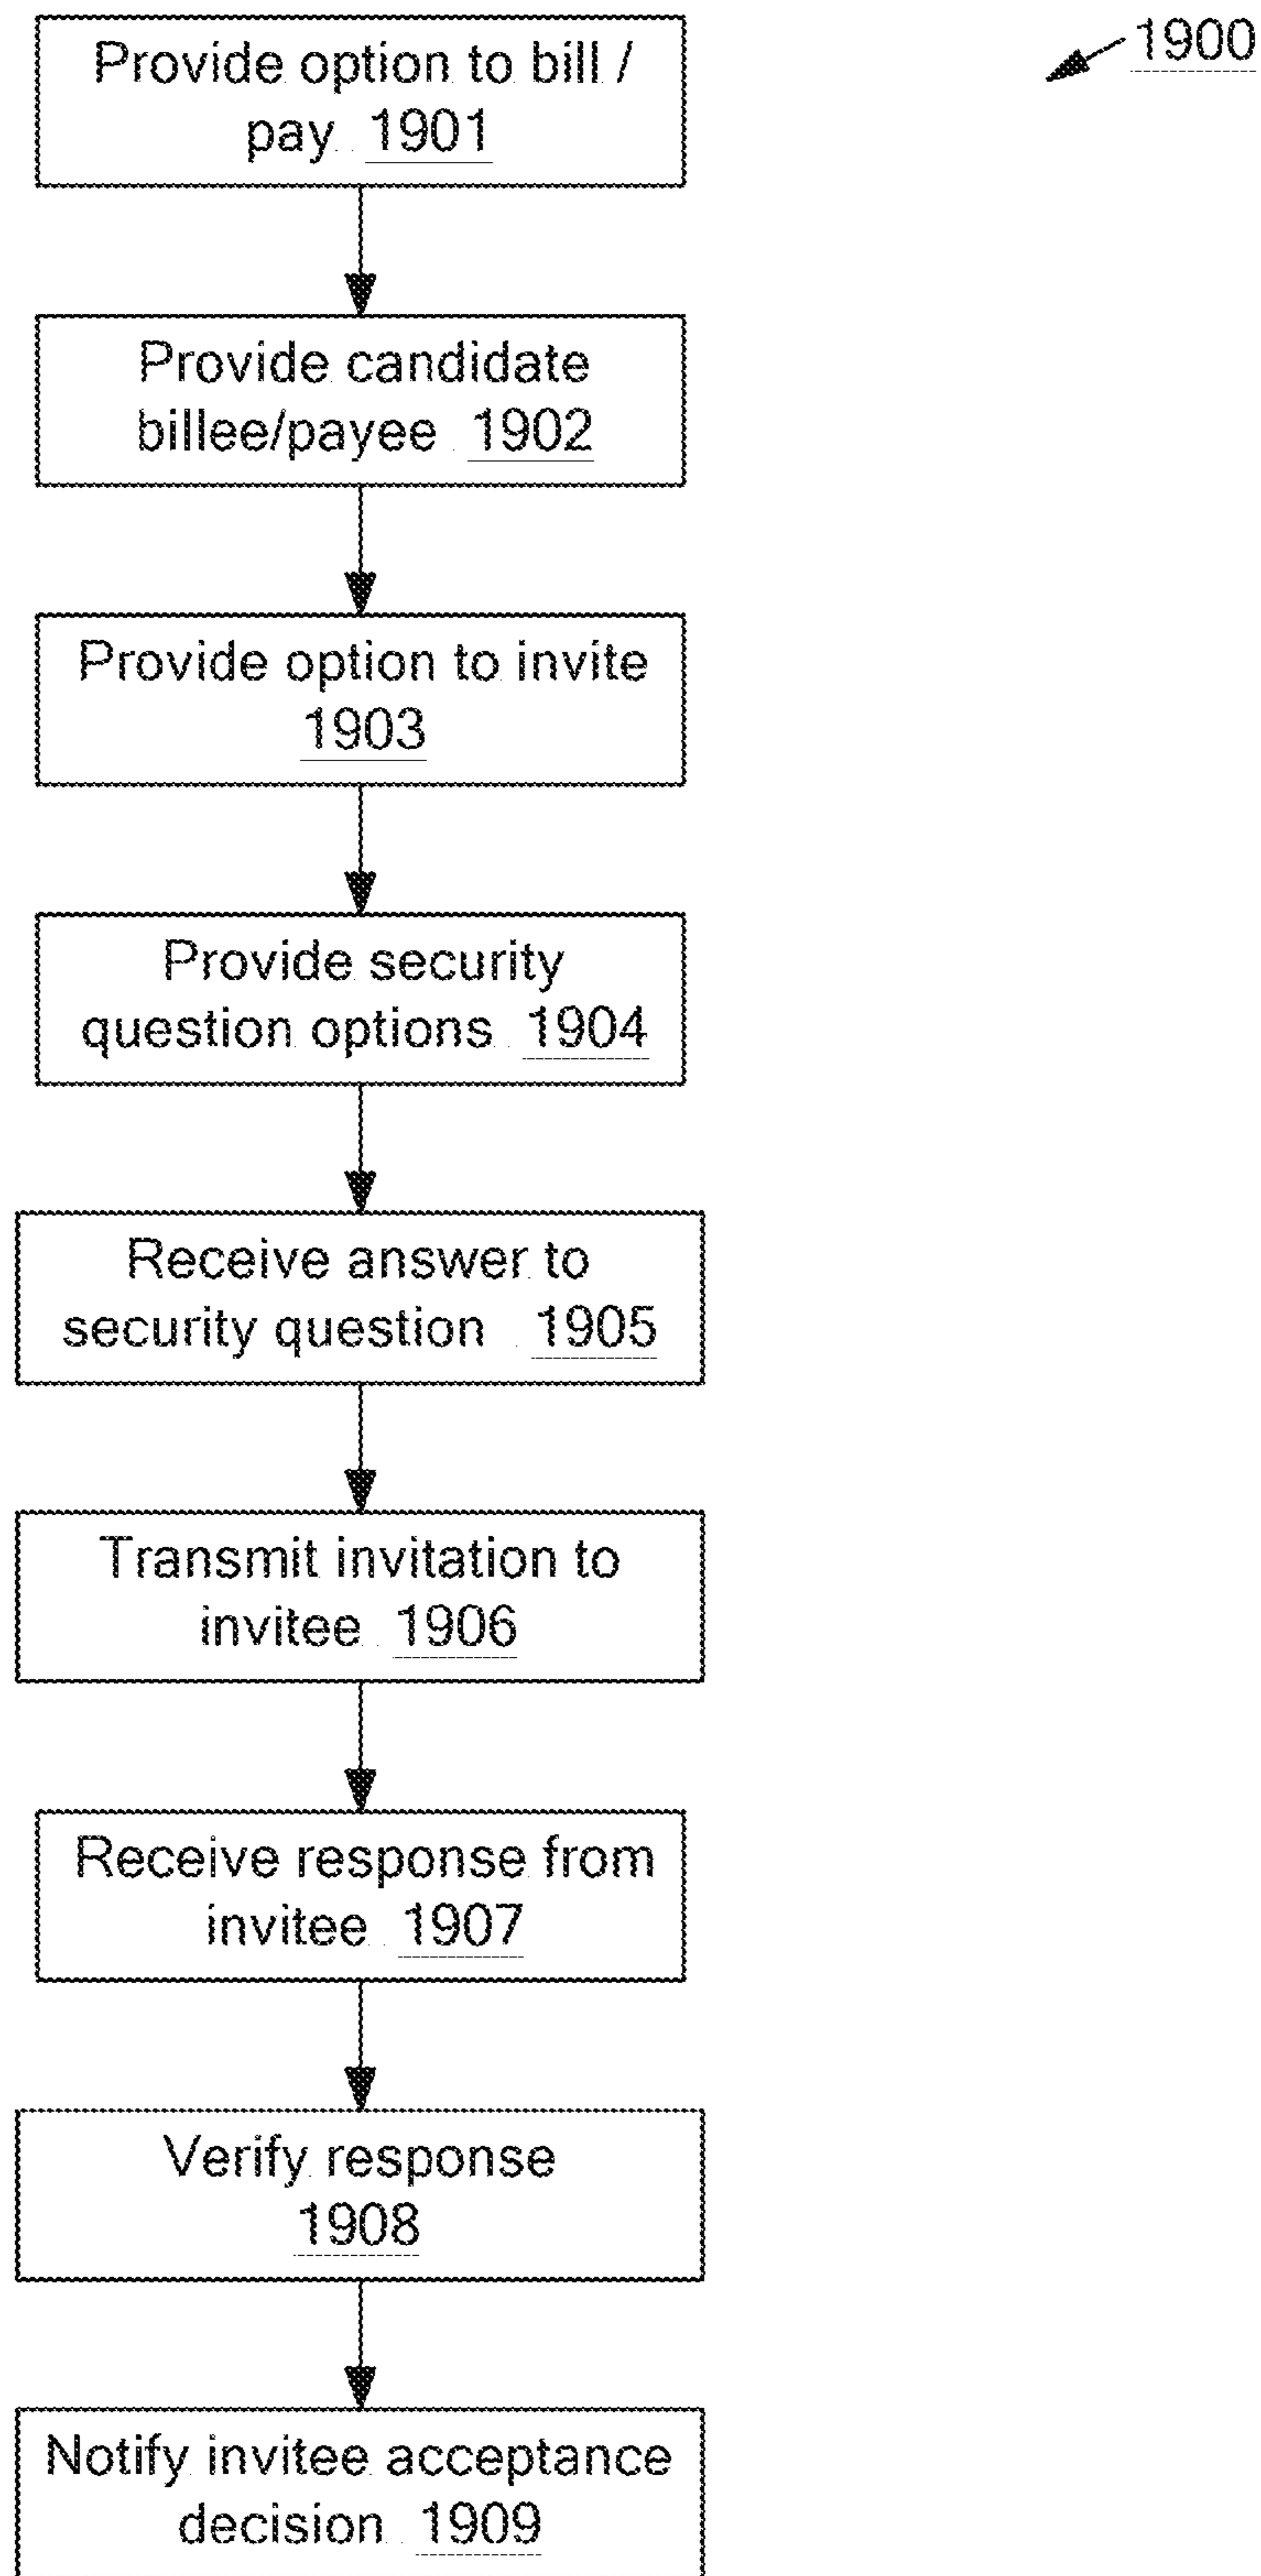 Provide option to bill /
pay 1901
1900
Provide candidate
billee/payee 1902
Provide option to invite
1903
Provide security
question options 1904
Receive answer to
security question 1905
Transmit invitation to
invitee 1906
Receive response from
invitee 1907
Verify response
1908
Notify invitee acceptance
decision 1909